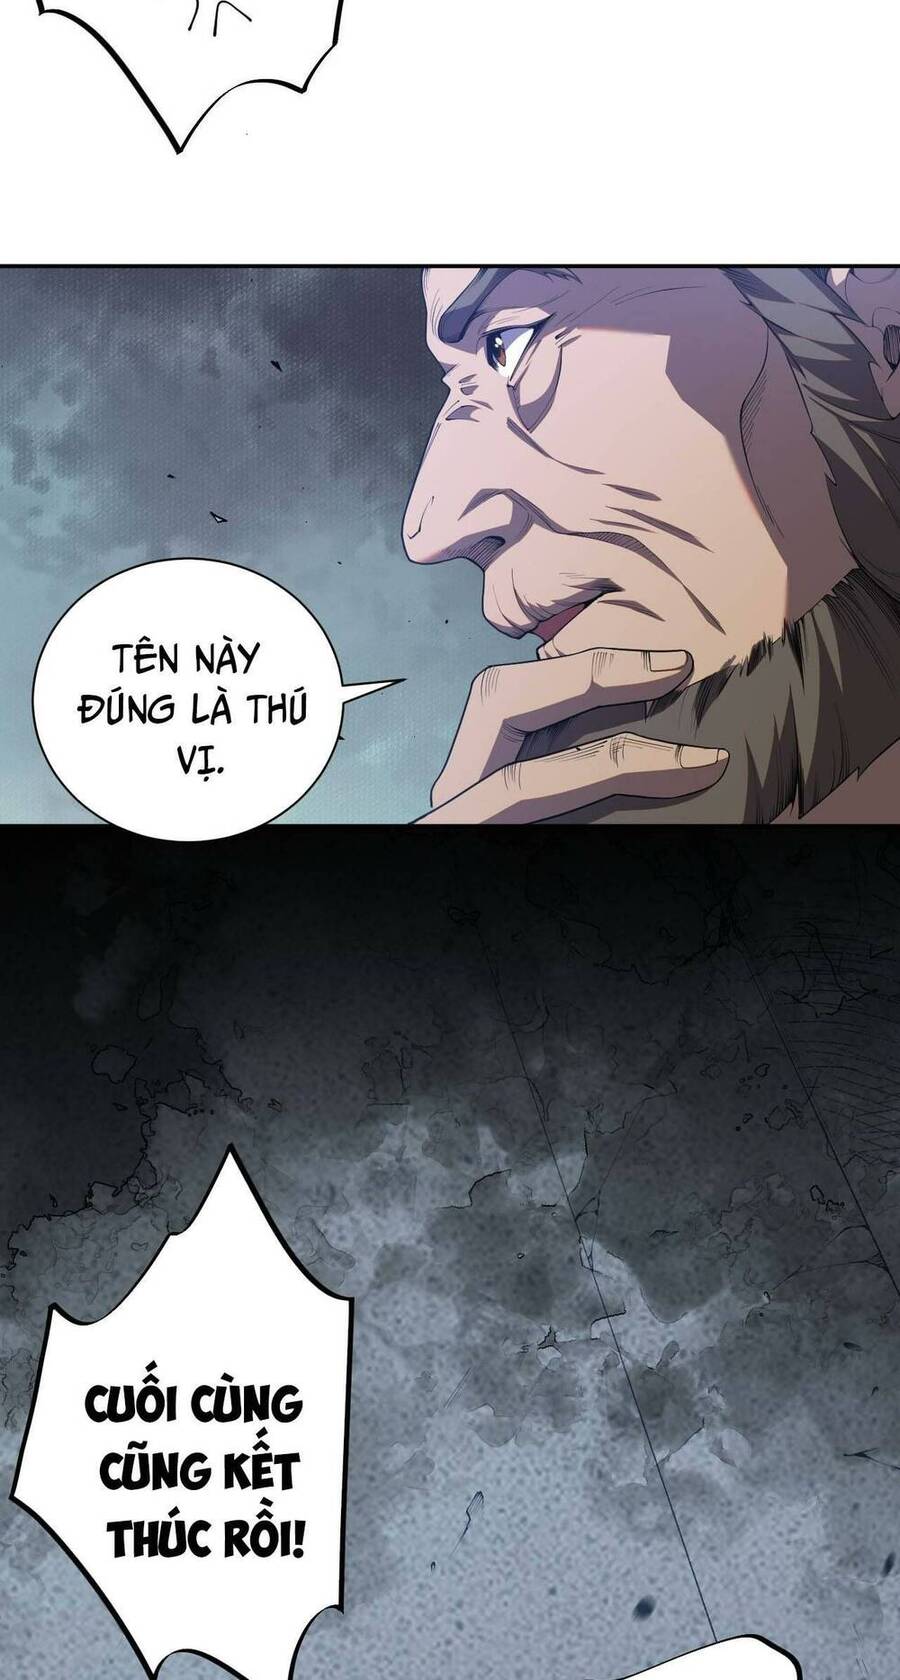 TÊN NÀY
ĐÚNG LÀ THÚ
VỊ.
CUỐI CÙNG
CŨNG KẾT
THÚC RỒI!